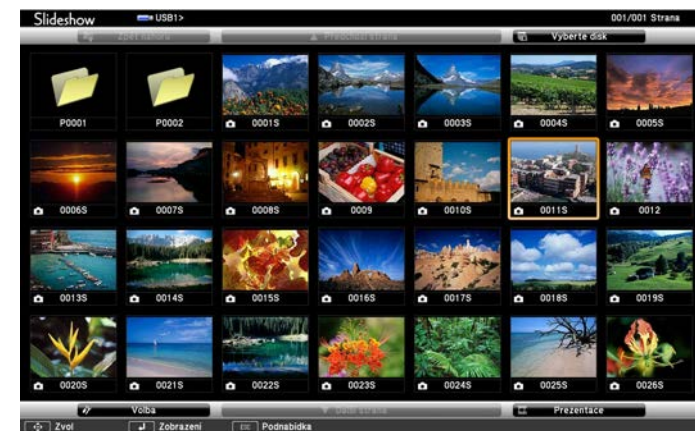 Slideshow USB1> 001/001 Strana
Zpět nahoru ▲ Předchozí strana Vyberte disk
P0001 P0002 0001S 0002S 0003S 0004S 0005S
0006S 0007S 0008S 0009 0010S 0011S 0012
0013S 0014S 0015S 0016S 0017S 0018S 0019S
0020S 0021S 0022S 0023S 0024S 0025S 0026S
Volba ▼ Další strana Prezentace
Zvol Zobrazení ESC Podnabídka